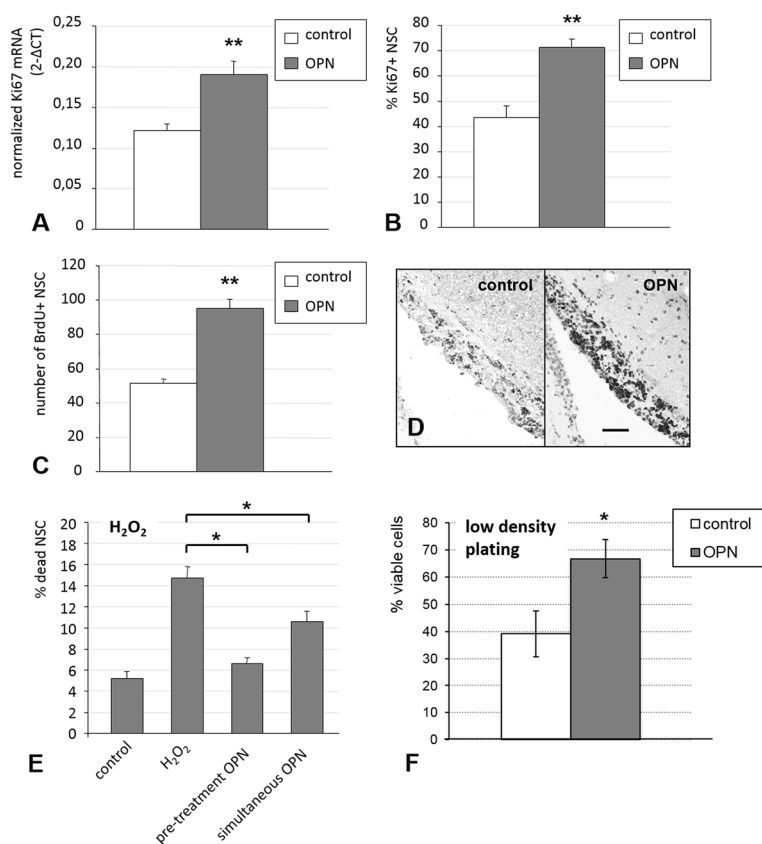 normalized Ki67 mRNA
(2-ΔCT)
0,25
0,20
0,15
0,10
0,05
0
**
control
OPN
A
% Ki67+ NSC
80
70
60
50
40
30
20
10
0
**
control
OPN
B
number of BrdU+ NSC
120
100
80
60
40
20
0
**
control
OPN
C
control
OPN
D
% dead NSC
20
18
16
14
12
10
8
6
4
2
0
H₂O₂
*
*
control
H₂O₂
pre-treatment OPN
simultaneous OPN
E
% viable cells
80
70
60
50
40
30
20
10
0
low density
plating
*
control
OPN
F